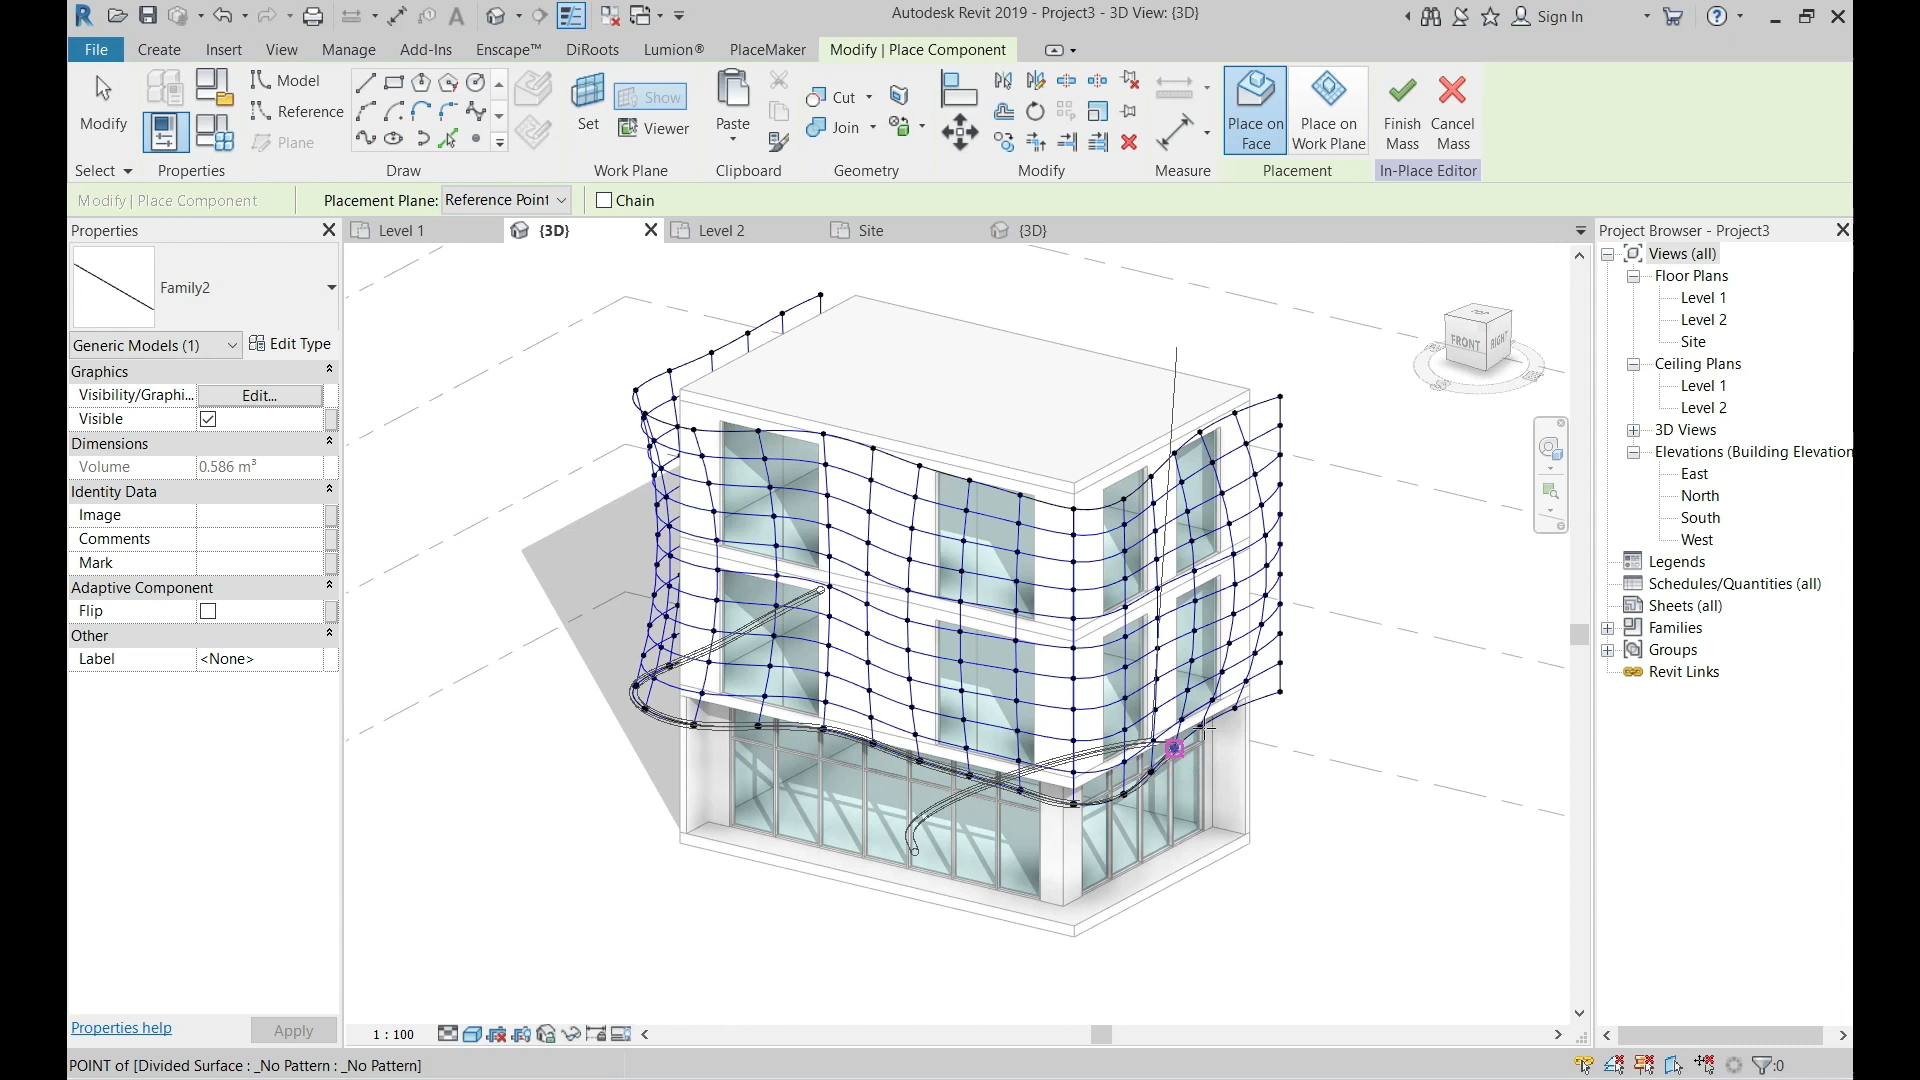 Autodesk Revit 2019 - Project3 - 3D View: {3D}
Sign In
File
Create
Insert
View
Manage
Add-Ins
Enscape™
DiRoots
Lumion®
PlaceMaker
Modify | Place Component
Modify
Model
Reference
Plane
Set
Show
Viewer
Paste
Cut
Join
Place on Face
Place on Work Plane
Finish Mass
Cancel Mass
Select
Properties
Draw
Work Plane
Clipboard
Geometry
Modify
Measure
Placement
In-Place Editor
Modify | Place Component
Placement Plane:
Reference Point
Chain
Properties
Level 1
{3D}
Level 2
Site
{3D}
Project Browser - Project3
Family2
Generic Models (1)
Edit Type
Graphics
Visibility/Graphi...
Edit...
Visible
Dimensions
Volume
0.586 m³
Identity Data
Image
Comments
Mark
Adaptive Component
Flip
Other
Label
<None>
Properties help
Apply
FRONT
RIGHT
TOP
Views (all)
Floor Plans
Level 1
Level 2
Site
Ceiling Plans
Level 1
Level 2
3D Views
Elevations (Building Elevation
East
North
South
West
Legends
Schedules/Quantities (all)
Sheets (all)
Families
Groups
Revit Links
1 : 100
POINT of [Divided Surface : _No Pattern : _No Pattern]
:0